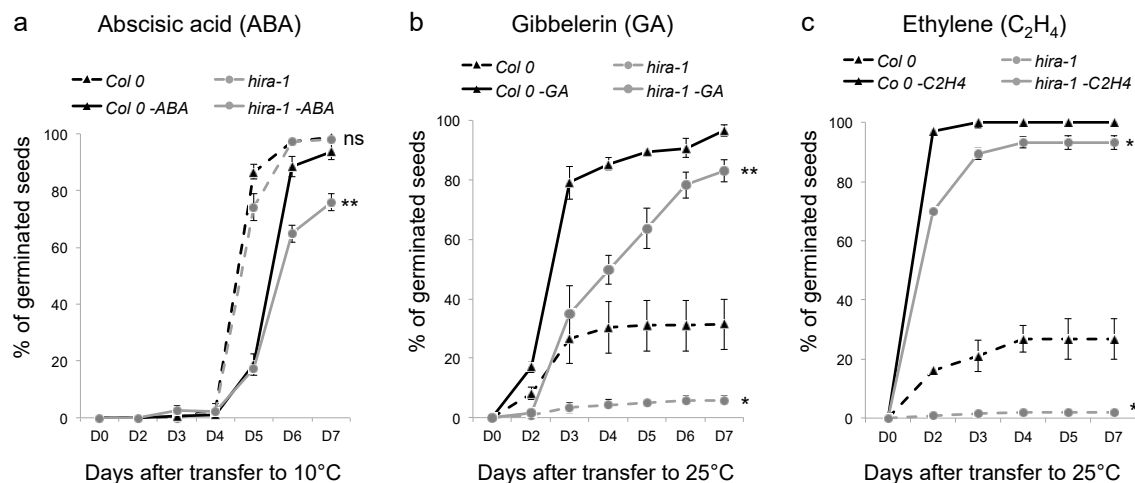 a Abscisic acid (ABA)
Col 0 hira-1
Col 0 -ABA hira-1 -ABA
% of germinated seeds
100
80
60
40
20
0
ns
**
D0 D2 D3 D4 D5 D6 D7
Days after transfer to 10°C
b Gibbelerin (GA)
Col 0 hira-1
Col 0 -GA hira-1 -GA
% of germinated seeds
100
80
60
40
20
0
**
*
D0 D2 D3 D4 D5 D6 D7
Days after transfer to 25°C
c Ethylene (C₂H₄)
Col 0 hira-1
Co 0 -C2H4 hira-1 -C2H4
% of germinated seeds
100
80
60
40
20
0
*
*
D0 D2 D3 D4 D5 D7
Days after transfer to 25°C